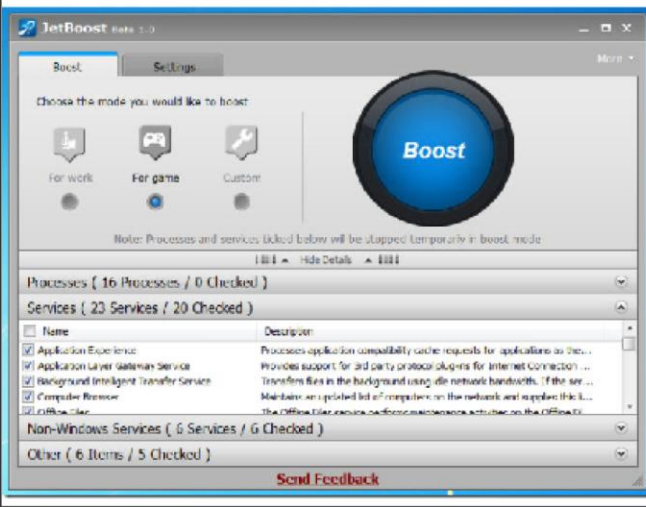 JetBoost Beta 1.0
More
Boost Settings
Choose the mode you would like to boost
For work For game Custom
Boost
Note: Processes and services ticked below will be stopped temporarily in boost mode
Hide Details
Processes ( 16 Processes / 0 Checked )
Services ( 23 Services / 20 Checked )
Name Description
Application Experience Processes application compatibility cache requests for applications as the...
Application Layer Gateway Service Provides support for 3rd party protocol plug-ins for Internet Connection ...
Background Intelligent Transfer Service Transfers files in the background using idle network bandwidth. If the ser...
Computer Browser Maintains an updated list of computers on the network and supplies this li...
Offline Files The Offline Files service performs maintenance activities on the Offline Fi...
Non-Windows Services ( 6 Services / 6 Checked )
Other ( 6 Items / 5 Checked )
Send Feedback